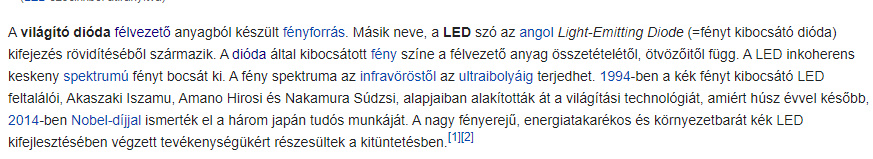 A világító dióda félvezető anyagból készült fényforrás. Másik neve, a LED szó az angol Light-Emitting Diode (=fényt kibocsátó dióda)
kifejezés rövidítéséből származik. A dióda által kibocsátott fény színe a félvezető anyag összetételétől, ötvözőitől függ. A LED inkoherens
keskeny spektrumú fényt bocsát ki. A fény spektruma az infravöröstől az ultraibolyáig terjedhet. 1994-ben a kék fényt kibocsátó LED
feltalálói, Akaszaki Iszamu, Amano Hirosi és Nakamura Súdzsi, alapjaiban alakították át a világítási technológiát, amiért húsz évvel később,
2014-ben Nobel-díjjal ismerték el a három japán tudós munkáját. A nagy fényerejű, energiatakarékos és környezetbarát kék LED
kifejlesztésében végzett tevékenységükért részesültek a kitüntetésben.[1][2]